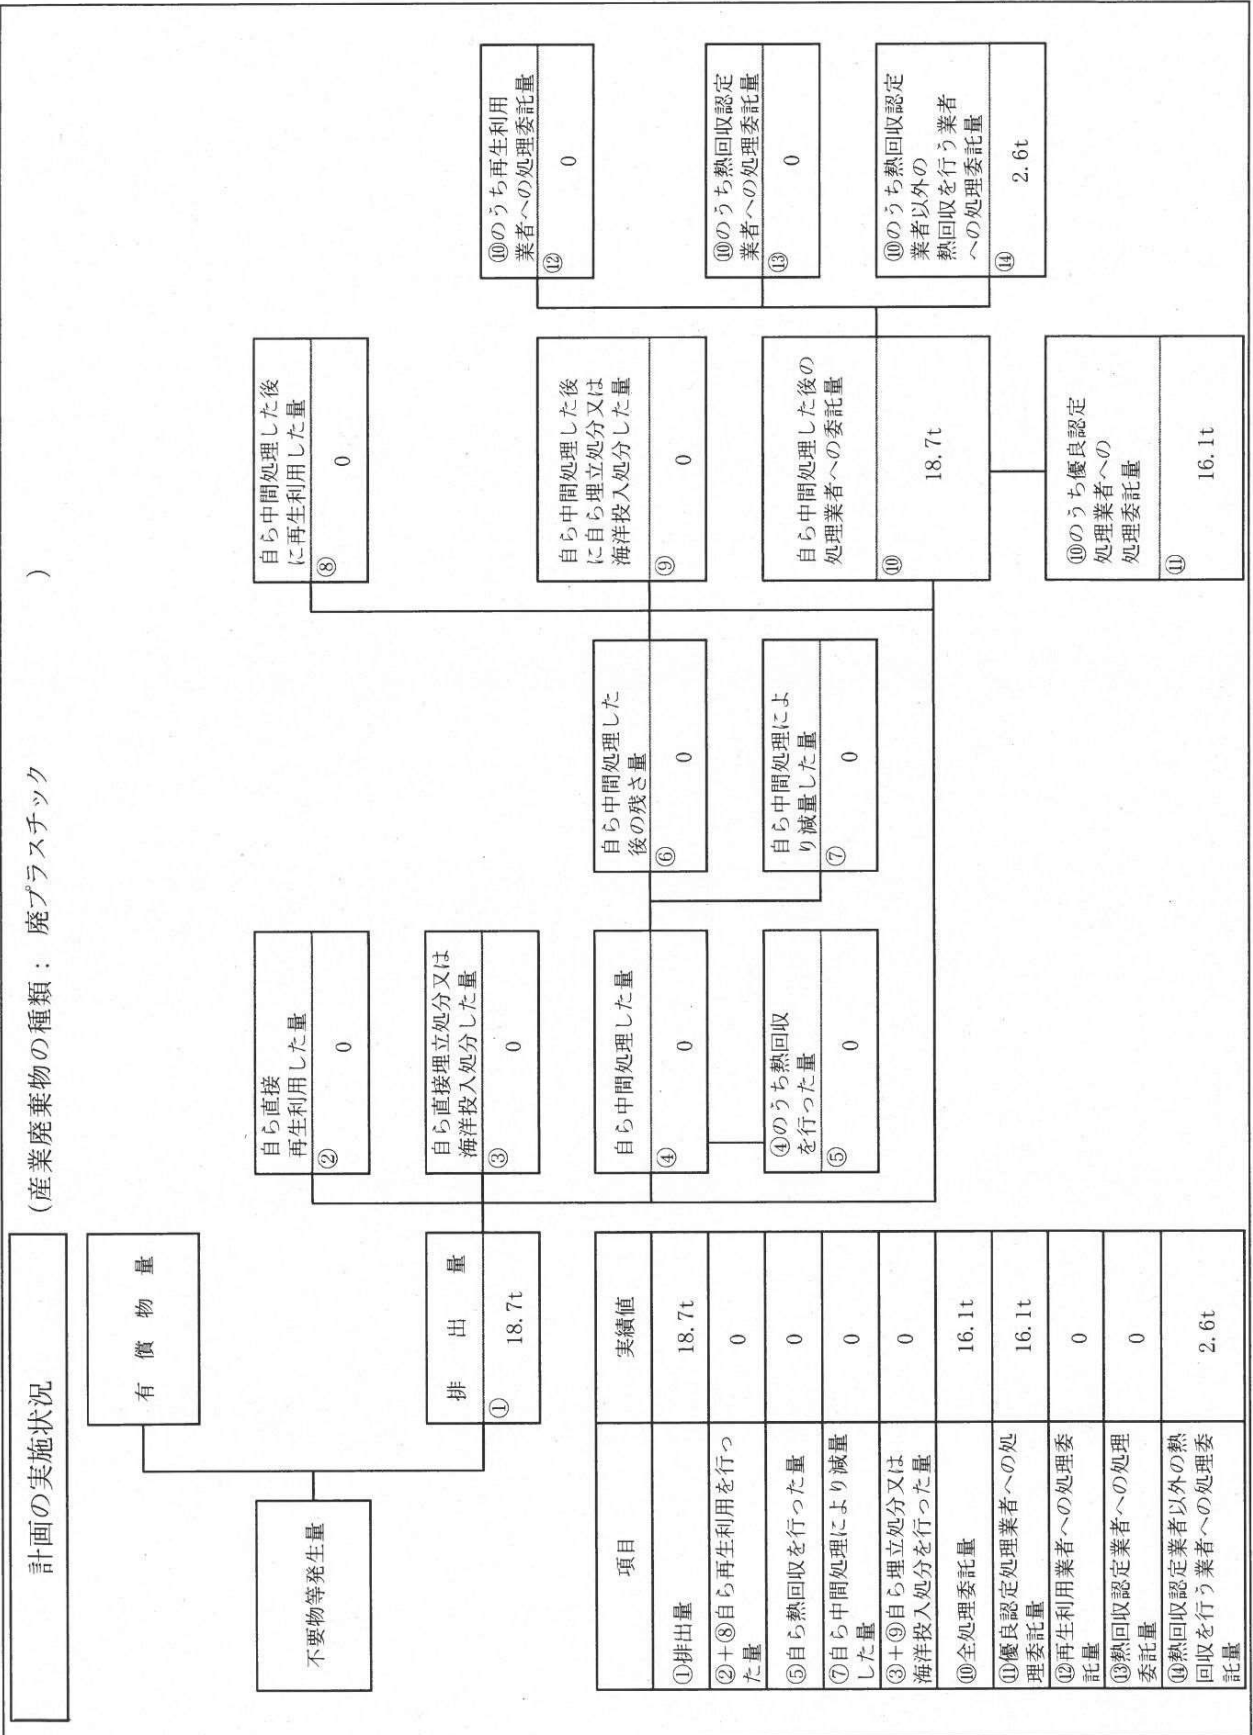 計画の実施状況
(産業廃棄物の種類： 廃プラスチック )
不要物等発生量
有償物量
排出量
①
18.7t
自ら直接
再生利用した量
②
0
自ら直接埋立処分又は
海洋投入処分した量
③
0
自ら中間処理した量
④
0
④のうち熱回収
を行った量
⑤
0
自ら中間処理した
後の残さ量
⑥
0
自ら中間処理によ
り減量した量
⑦
0
自ら中間処理した後
に再生利用した量
⑧
0
自ら中間処理した後
に自ら埋立処分又は
海洋投入処分した量
⑨
0
自ら中間処理した後の
処理業者への委託量
⑩
18.7t
⑩のうち優良認定
処理業者への
処理委託量
⑪
16.1t
⑩のうち再生利用
業者への処理委託量
⑫
0
⑩のうち熱回収認定
業者への処理委託量
⑬
0
⑩のうち熱回収認定
業者以外の
熱回収を行う業者
への処理委託量
⑭
2.6t
項目 実績値
①排出量 18.7t
②+⑧自ら再生利用を行っ
た量 0
⑤自ら熱回収を行った量 0
⑦自ら中間処理により減量
した量 0
③+⑨自ら埋立処分又は
海洋投入処分を行った量 0
⑩全処理委託量 16.1t
⑪優良認定処理業者への処
理委託量 16.1t
⑫再生利用業者への処理委
託量 0
⑬熱回収認定業者への処理
委託量 0
⑭熱回収認定業者以外の熱
回収を行う業者への処理委
託量 2.6t